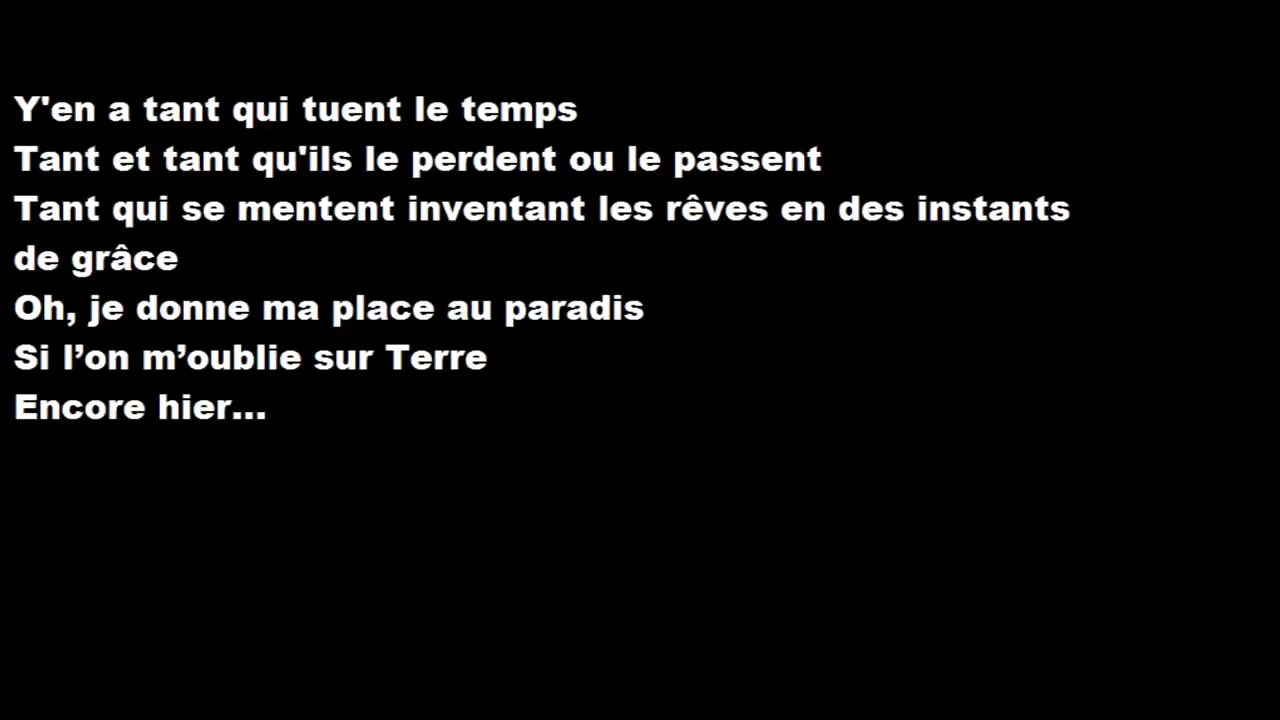 Y'en a tant qui tuent le temps
Tant et tant qu'ils le perdent ou le passent
Tant qui se mentent inventant les rêves en des instants
de grâce
Oh, je donne ma place au paradis
Si l’on m’oublie sur Terre
Encore hier...